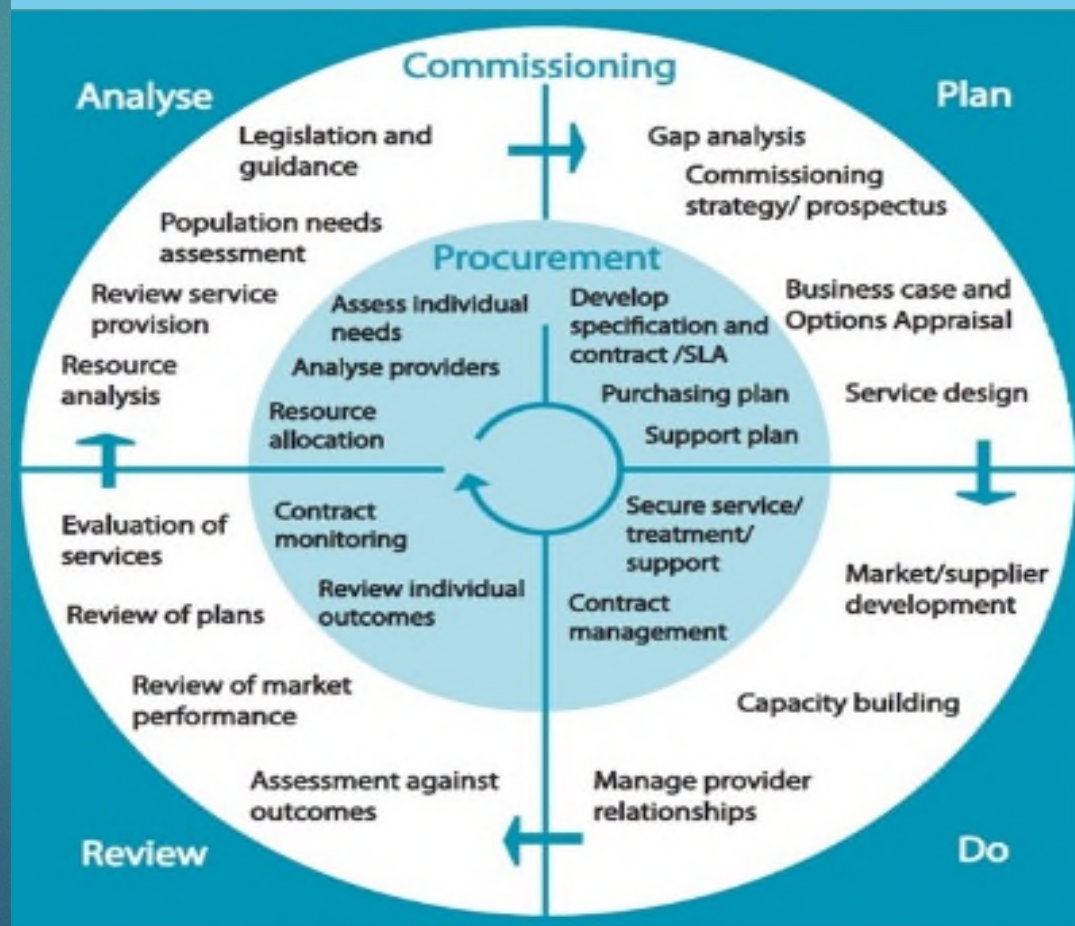 Commissioning
Analyse
Plan
Legislation and
guidance
Population needs
assessment
Review service
provision
Resource
analysis
Gap analysis
Commissioning
strategy/ prospectus
Business case and
Options Appraisal
Service design
Procurement
Assess individual
needs
Analyse providers
Resource
allocation
Develop
specification and
contract /SLA
Purchasing plan
Support plan
Contract
monitoring
Review individual
outcomes
Secure service/
treatment/
support
Contract
management
Evaluation of
services
Review of plans
Review of market
performance
Assessment against
outcomes
Market/supplier
development
Capacity building
Manage provider
relationships
Review
Do